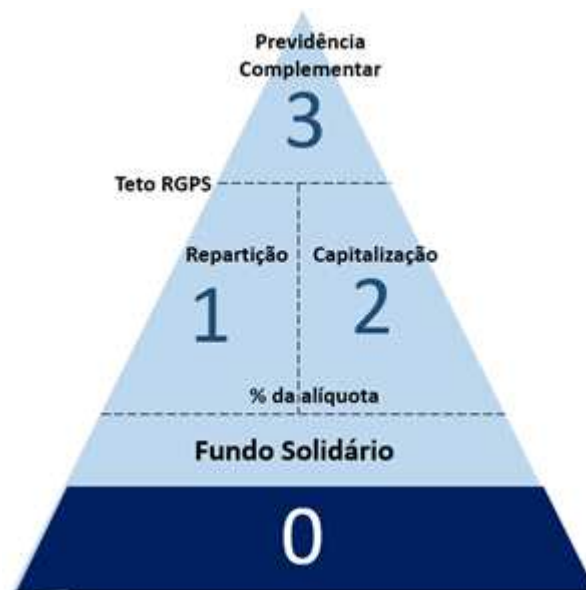 Previdência
Complementar
3
Teto RGPS
Repartição
Capitalização
1
2
% da alíquota
Fundo Solidário
0